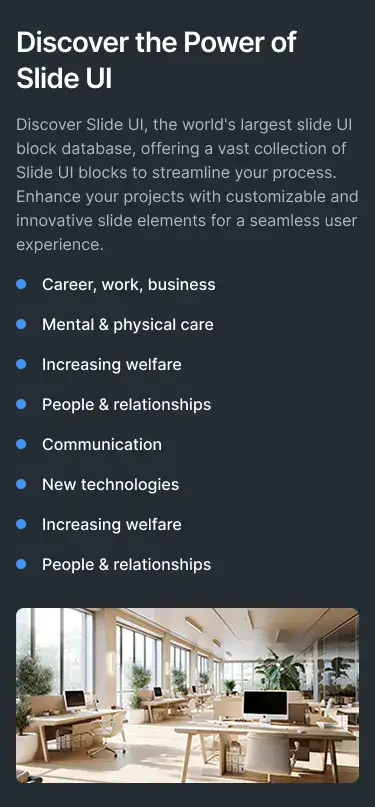 Discover the Power of
Slide UI
Discover Slide UI, the world's largest slide UI
block database, offering a vast collection of
Slide UI blocks to streamline your process.
Enhance your projects with customizable and
innovative slide elements for a seamless user
experience.
Career, work, business
Mental & physical care
Increasing welfare
People & relationships
Communication
New technologies
Increasing welfare
People & relationships